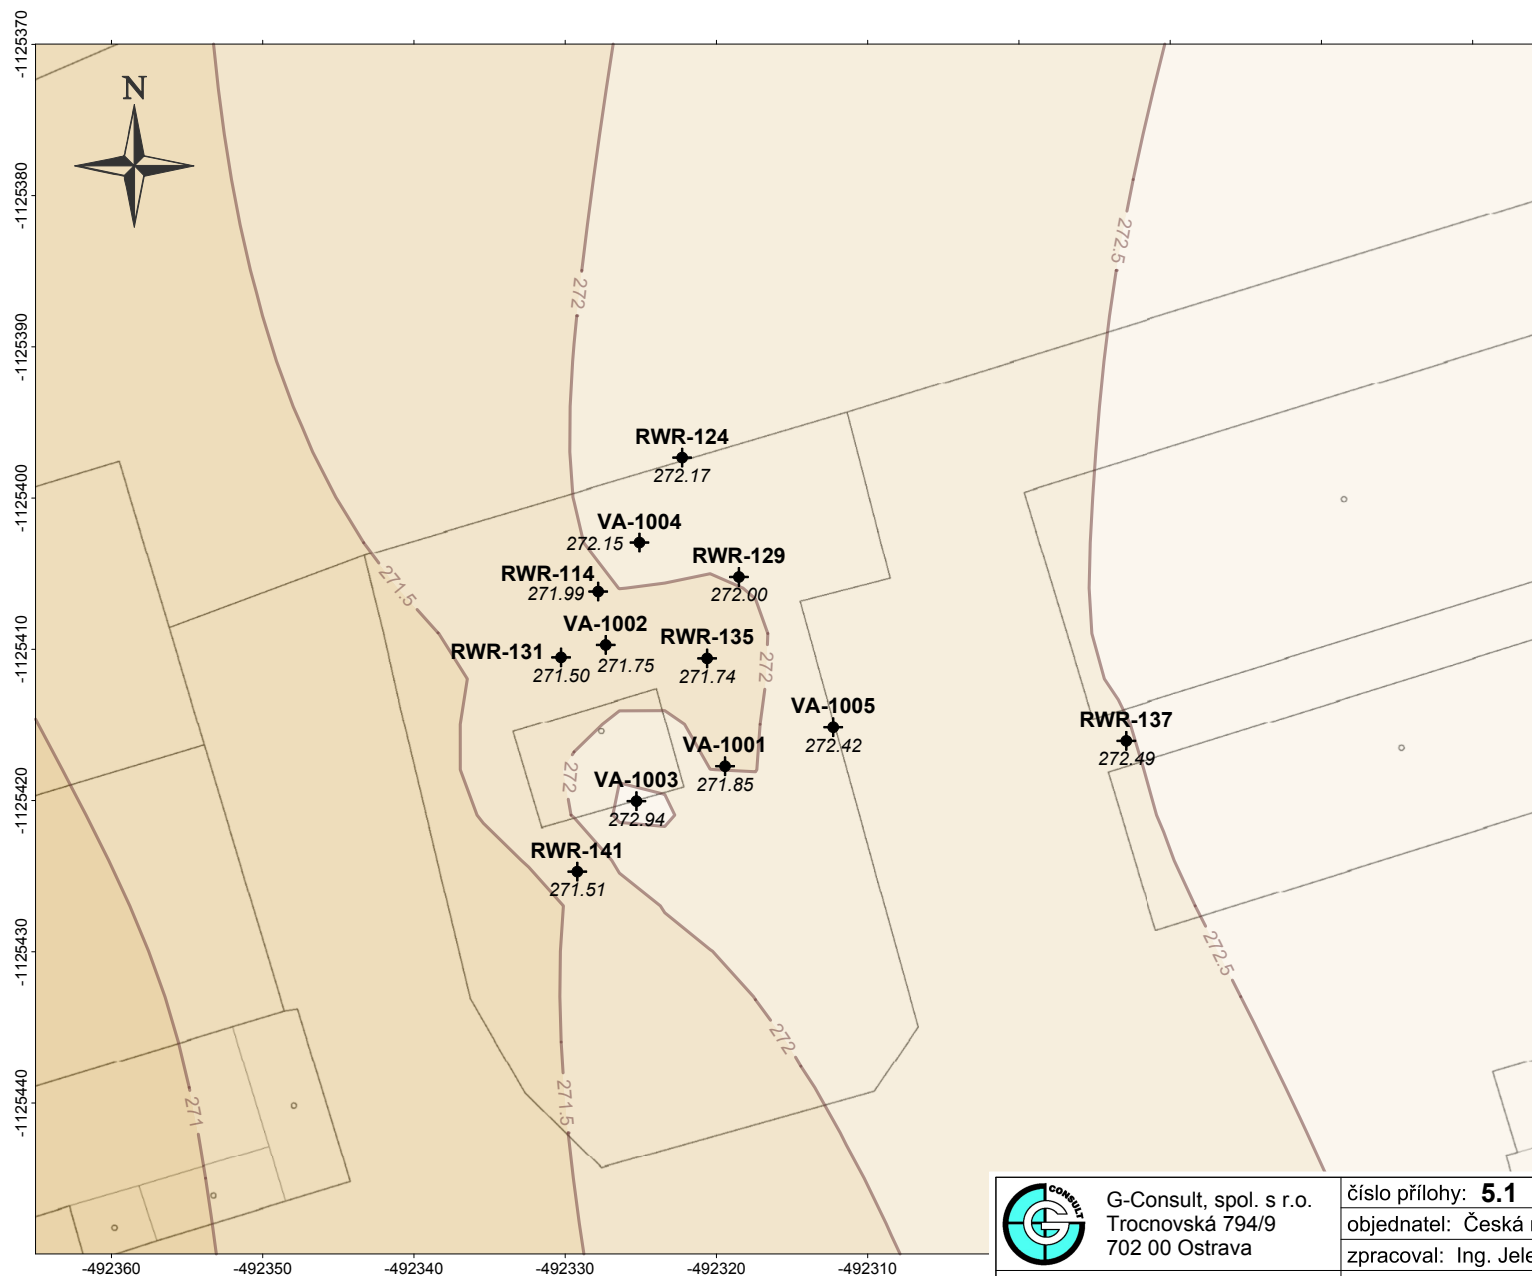 -1125370
N
-1125380
272.5
272
-1125390
RWR-124
272.17
-1125400
VA-1004
272.15
RWR-129
272.00
RWR-114
271.99
271.5
VA-1002
271.75
RWR-135
271.74
RWR-131
271.50
-1125410
272
VA-1005
272.42
RWR-137
272.49
VA-1001
271.85
272
VA-1003
272.94
-1125420
RWR-141
271.51
-1125430
272.5
272
-1125440
271
271.5
CONSULT
G
G-Consult, spol. s r.o.
Trocnovská 794/9
702 00 Ostrava
číslo přílohy: 5.1
objednatel: Česká
zpracoval: Ing. Jele
-492360 -492350 -492340 -492330 -492320 -492310